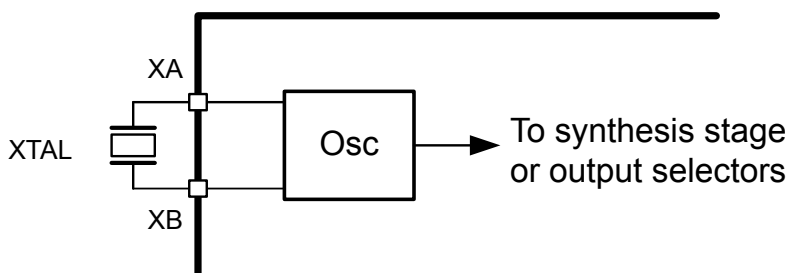 XA
XTAL
Osc
To synthesis stage
or output selectors
XB